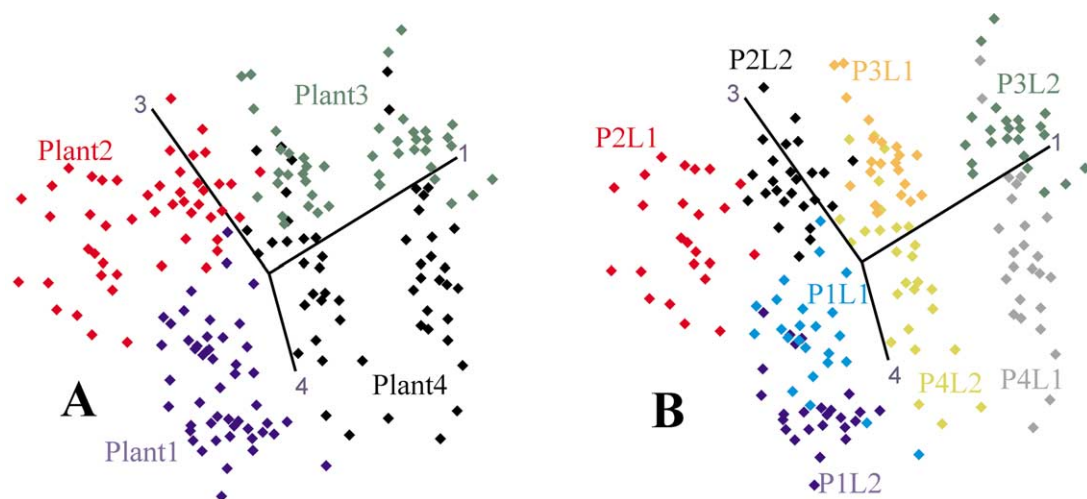 Plant3
3
Plant2
1
4
A
Plant4
Plant1
P2L2
P3L1
P3L2
3
P2L1
1
P1L1
4
P4L2
P4L1
B
P1L2